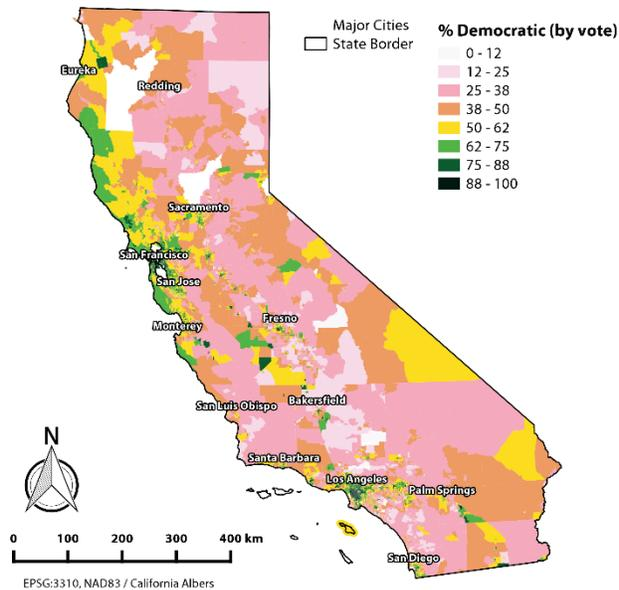 Major Cities
State Border
% Democratic (by vote)
0 - 12
12 - 25
25 - 38
38 - 50
50 - 62
62 - 75
75 - 88
88 - 100
Eureka
Redding
Sacramento
San Francisco
San Jose
Monterey
Fresno
San Luis Obispo
Bakersfield
Santa Barbara
Los Angeles
Palm Springs
San Diego
N
0 100 200 300 400 km
EPSG:3310, NAD83 / California Albers